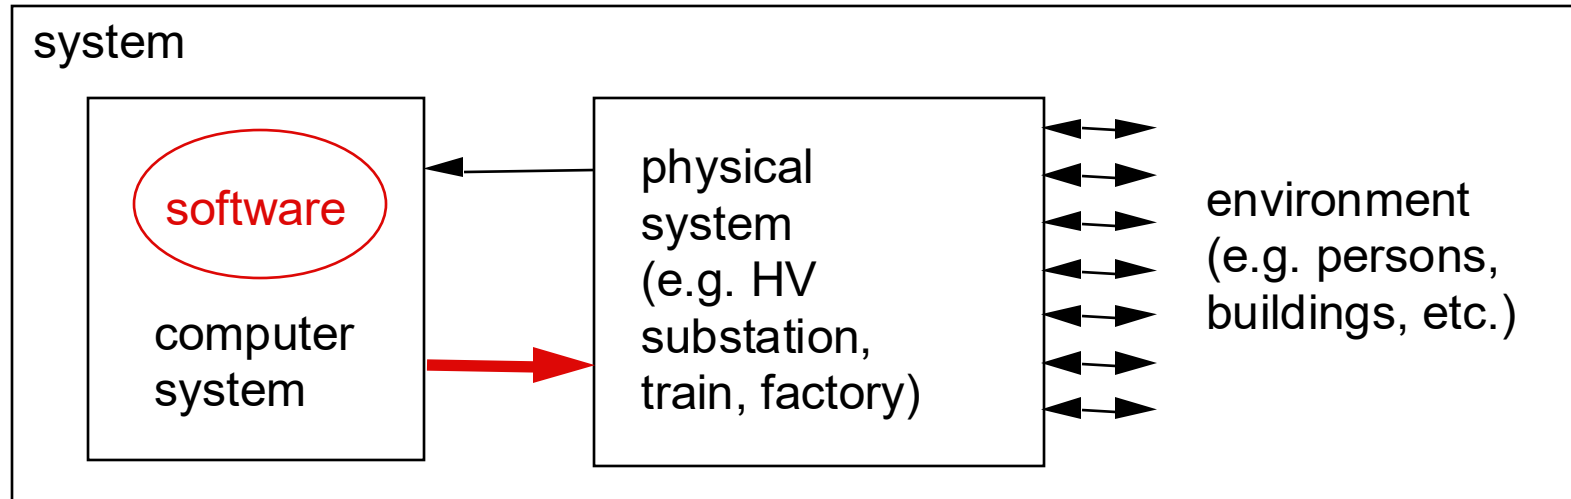 system
software
computer
system
physical
system
(e.g. HV
substation,
train, factory)
environment
(e.g. persons,
buildings, etc.)